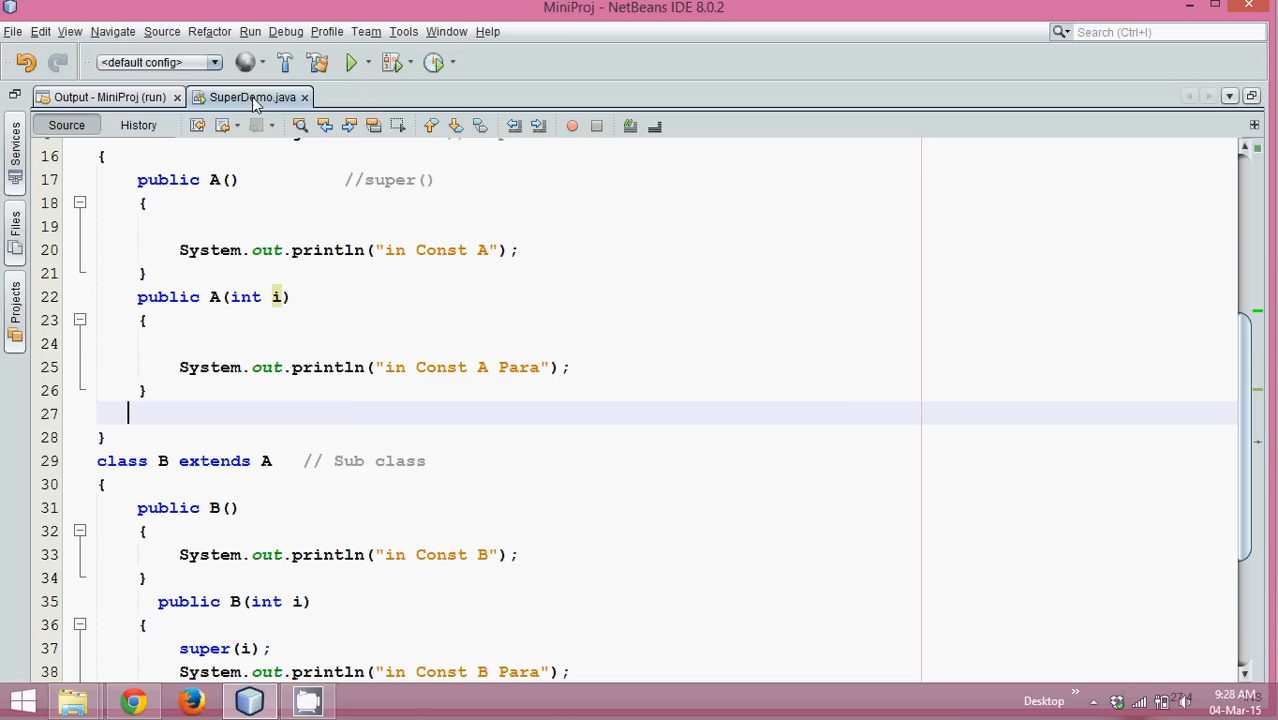 MiniProj - NetBeans IDE 8.0.2
File Edit View Navigate Source Refactor Run Debug Profile Team Tools Window Help
Search (Ctrl+I)
<default config>
Output - MiniProj (run) SuperDemo.java
Source History
Services
Files
Projects
16 {
17 public A() //super()
18 {
19
20 System.out.println("in Const A");
21 }
22 public A(int i)
23 {
24
25 System.out.println("in Const A Para");
26 }
27
28 }
29 class B extends A // Sub class
30 {
31 public B()
32 {
33 System.out.println("in Const B");
34 }
35 public B(int i)
36 {
37 super(i);
38 System.out.println("in Const B Para");
Desktop
9:28 AM
04-Mar-15